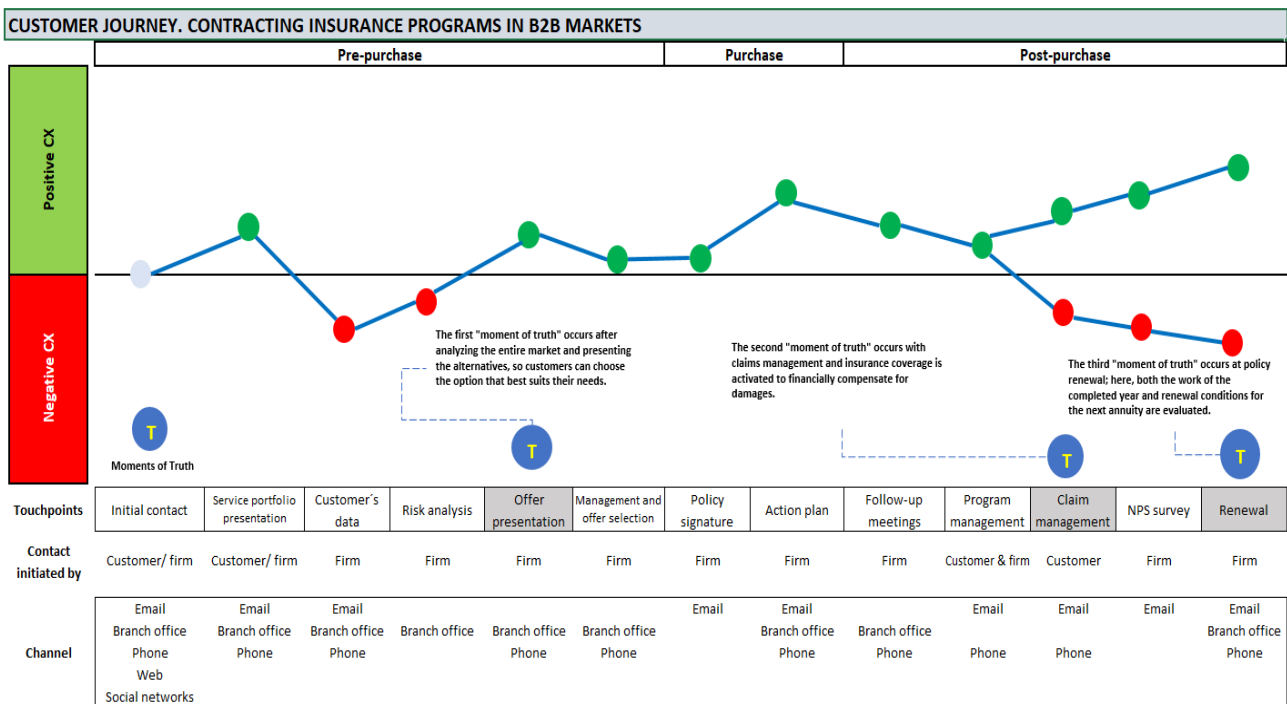 CUSTOMER JOURNEY. CONTRACTING INSURANCE PROGRAMS IN B2B MARKETS
Pre-purchase
Purchase
Post-purchase
Positive CX
Negative CX
The first "moment of truth" occurs after
analyzing the entire market and presenting
the alternatives, so customers can choose
the option that best suits their needs.
The second "moment of truth" occurs with
claims management and insurance coverage is
activated to financially compensate for
damages.
The third "moment of truth" occurs at policy
renewal; here, both the work of the
completed year and renewal conditions for
the next annuity are evaluated.
T
T
T
T
Moments of Truth
Touchpoints
Initial contact
Service portfolio
presentation
Customer´s
data
Risk analysis
Offer
presentation
Management and
offer selection
Policy
signature
Action plan
Follow-up
meetings
Program
management
Claim
management
NPS survey
Renewal
Contact
initiated by
Customer/ firm
Customer/ firm
Firm
Firm
Firm
Firm
Firm
Firm
Firm
Customer & firm
Customer
Firm
Firm
Channel
Email
Branch office
Phone
Web
Social networks
Email
Branch office
Phone
Email
Branch office
Phone
Branch office
Branch office
Phone
Branch office
Phone
Email
Email
Branch office
Phone
Branch office
Phone
Email
Phone
Email
Phone
Email
Email
Branch office
Phone